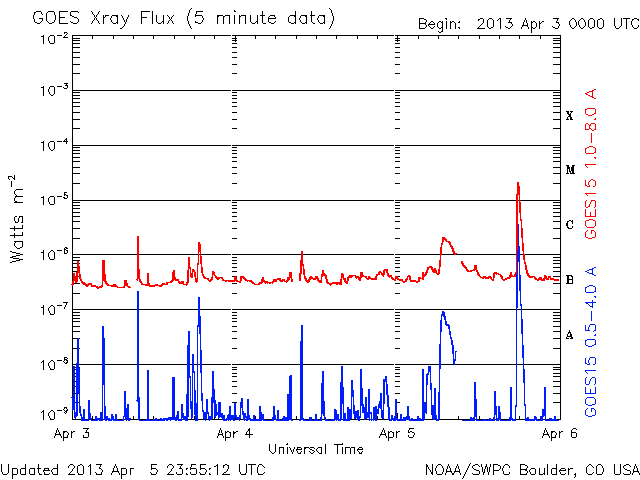 GOES Xray Flux (5 minute data)
Begin: 2013 Apr 3 0000 UTC
10⁻²
10⁻³
10⁻⁴
10⁻⁵
10⁻⁶
10⁻⁷
10⁻⁸
10⁻⁹
Watts m⁻²
X
M
C
B
A
GOES15 1.0-8.0 A
GOES15 0.5-4.0 A
Apr 3
Apr 4
Apr 5
Apr 6
Universal Time
Updated 2013 Apr 5 23:55:12 UTC
NOAA/SWPC Boulder, CO USA